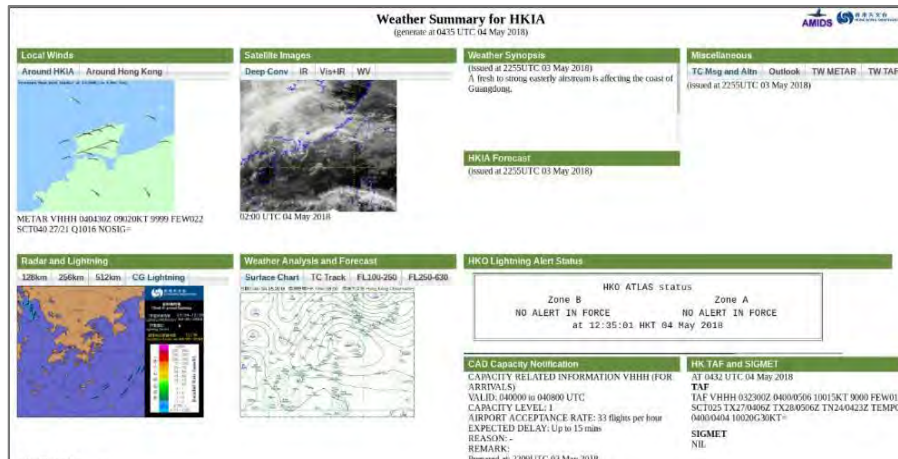 Weather Summary for HKIA
(generate at 0435 UTC 04 May 2018)
AMIDS
Local Winds
Around HKIA Around Hong Kong
METAR VHHH 040430Z 09020KT 9999 FEW022
SCT040 27/21 Q1016 NOSIG=
Satellite Images
Deep Conv IR Vis+IR WV
02:00 UTC 04 May 2018
Weather Synopsis
(issued at 2255UTC 03 May 2018)
A fresh to strong easterly airstream is affecting the coast of
Guangdong.
HKIA Forecast
(issued at 2255UTC 03 May 2018)
Miscellaneous
TC Msg and Altn Outlook TW METAR TW TAF
(issued at 2255UTC 03 May 2018)
Radar and Lightning
128km 256km 512km CG Lightning
Weather Analysis and Forecast
Surface Chart TC Track FL100-250 FL250-630
HKO Lightning Alert Status
HKO ATLAS status
Zone B Zone A
NO ALERT IN FORCE NO ALERT IN FORCE
at 12:35:01 HKT 04 May 2018
CAD Capacity Notification
CAPACITY RELATED INFORMATION VHHH (FOR
ARRIVALS)
VALID: 040000 to 040800 UTC
CAPACITY LEVEL: 1
AIRPORT ACCEPTANCE RATE: 33 flights per hour
EXPECTED DELAY: Up to 15 mins
REASON: -
REMARK:
Prepared at: 2200UTC 03 May 2018
HK TAF and SIGMET
AT 0432 UTC 04 May 2018
TAF
TAF VHHH 032300Z 0400/0506 10015KT 9000 FEW01
SCT025 TX27/0406Z TX28/0506Z TN24/0423Z TEMPO
0400/0404 10020G30KT=
SIGMET
NIL